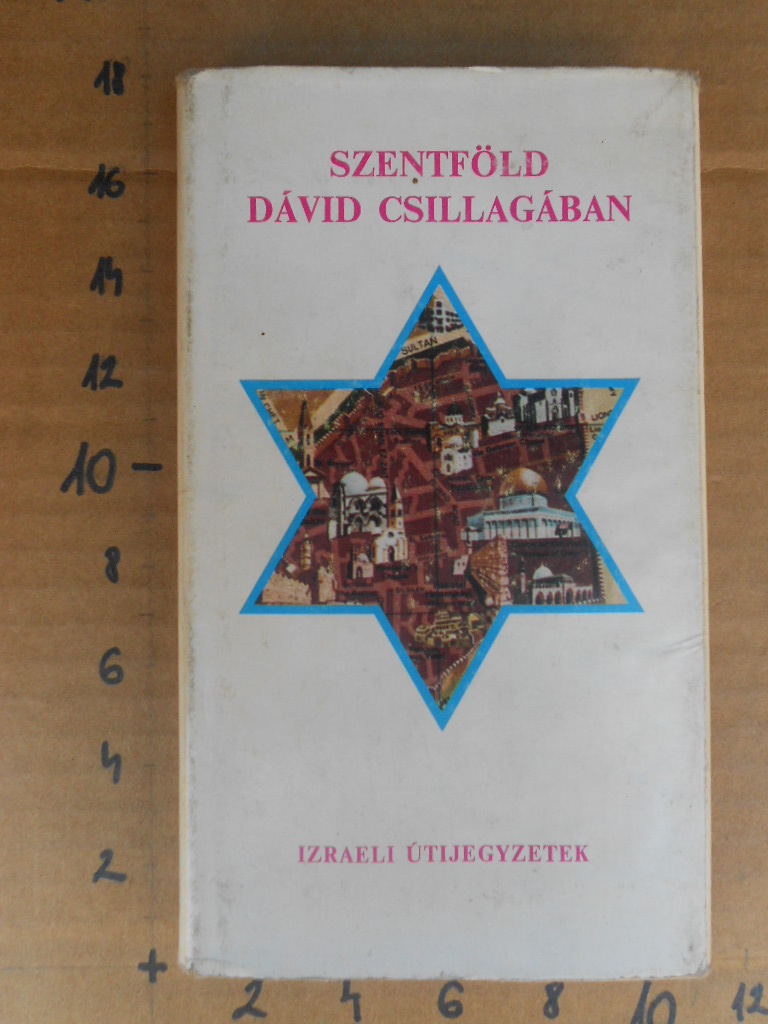 18
SZENTFÖLD
DÁVID CSILLAGÁBAN
16
14
SULTAN
12
10 –
8
6
4
IZRAELI ÚTIJEGYZETEK
2
+
2 4 6 8 10 12